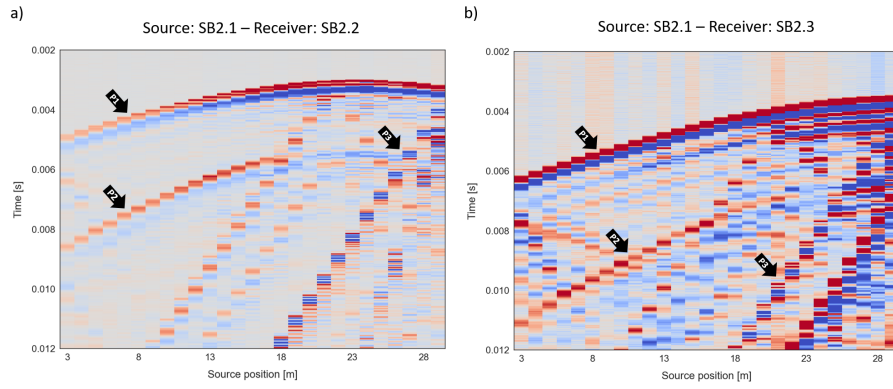 a)
Source: SB2.1 – Receiver: SB2.2
0.002
0.004
0.006
0.008
0.010
0.012
Time [s]
P1
P2
P3
3 8 13 18 23 28
Source position [m]
b)
Source: SB2.1 – Receiver: SB2.3
0.002
0.004
0.006
0.008
0.010
0.012
Time [s]
P1
P2
P3
3 8 13 18 23 28
Source position [m]